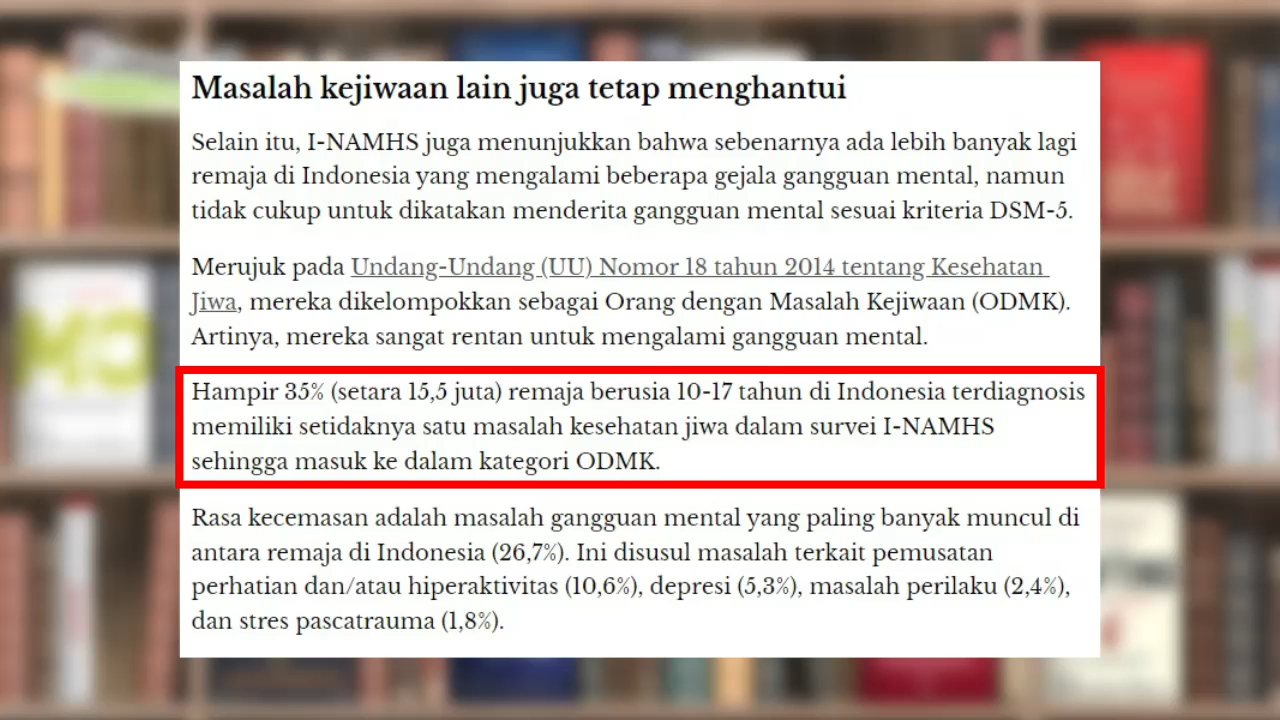 Masalah kejiwaan lain juga tetap menghantui
Selain itu, I-NAMHS juga menunjukkan bahwa sebenarnya ada lebih banyak lagi
remaja di Indonesia yang mengalami beberapa gejala gangguan mental, namun
tidak cukup untuk dikatakan menderita gangguan mental sesuai kriteria DSM-5.
Merujuk pada Undang-Undang (UU) Nomor 18 tahun 2014 tentang Kesehatan
Jiwa, mereka dikelompokkan sebagai Orang dengan Masalah Kejiwaan (ODMK).
Artinya, mereka sangat rentan untuk mengalami gangguan mental.
Hampir 35% (setara 15,5 juta) remaja berusia 10-17 tahun di Indonesia terdiagnosis
memiliki setidaknya satu masalah kesehatan jiwa dalam survei I-NAMHS
sehingga masuk ke dalam kategori ODMK.
Rasa kecemasan adalah masalah gangguan mental yang paling banyak muncul di
antara remaja di Indonesia (26,7%). Ini disusul masalah terkait pemusatan
perhatian dan/atau hiperaktivitas (10,6%), depresi (5,3%), masalah perilaku (2,4%),
dan stres pascatrauma (1,8%).